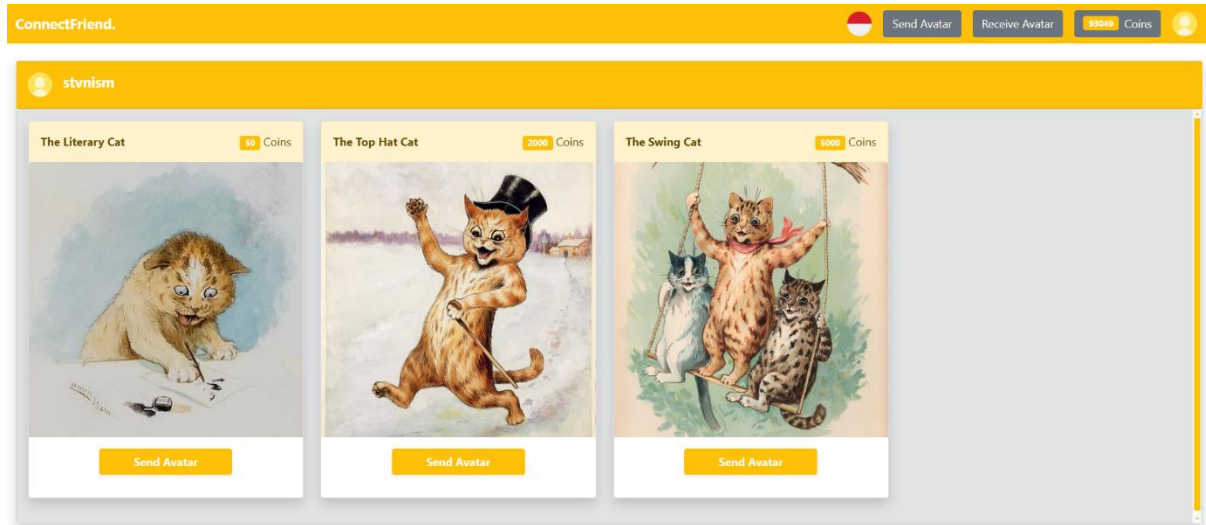 ConnectFriend.
Send Avatar
Receive Avatar
93049 Coins
stvnism
The Literary Cat
50 Coins
The Top Hat Cat
2000 Coins
The Swing Cat
5000 Coins
Send Avatar
Send Avatar
Send Avatar